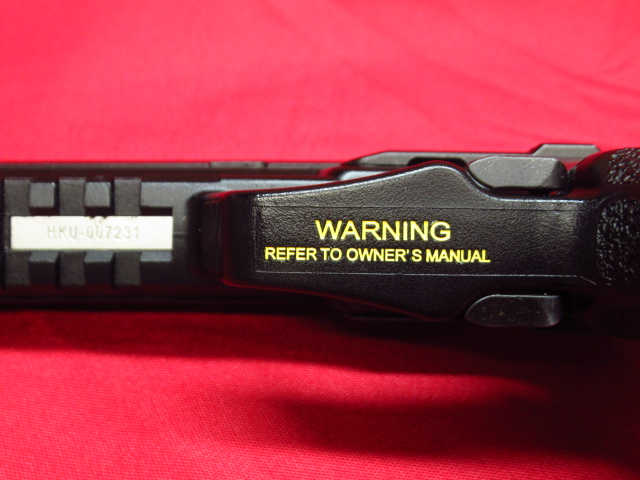 HKU-007231
WARNING
REFER TO OWNER'S MANUAL